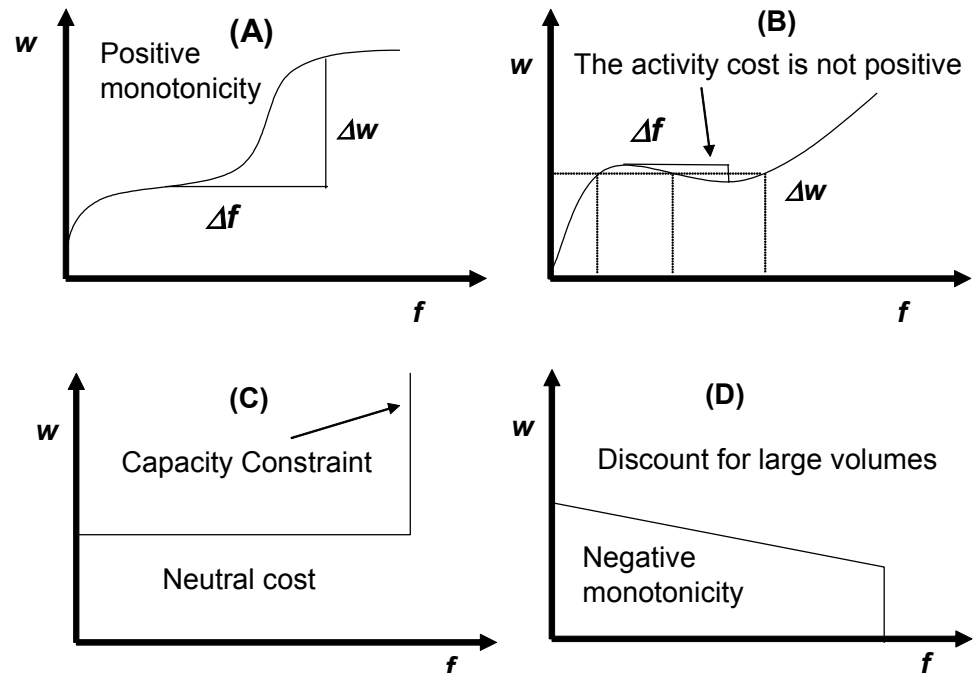 (A)
w
Positive
monotonicity
Δw
Δf
f
(B)
w
The activity cost is not positive
Δf
Δw
f
(C)
w
Capacity Constraint
Neutral cost
f
(D)
w
Discount for large volumes
Negative
monotonicity
f